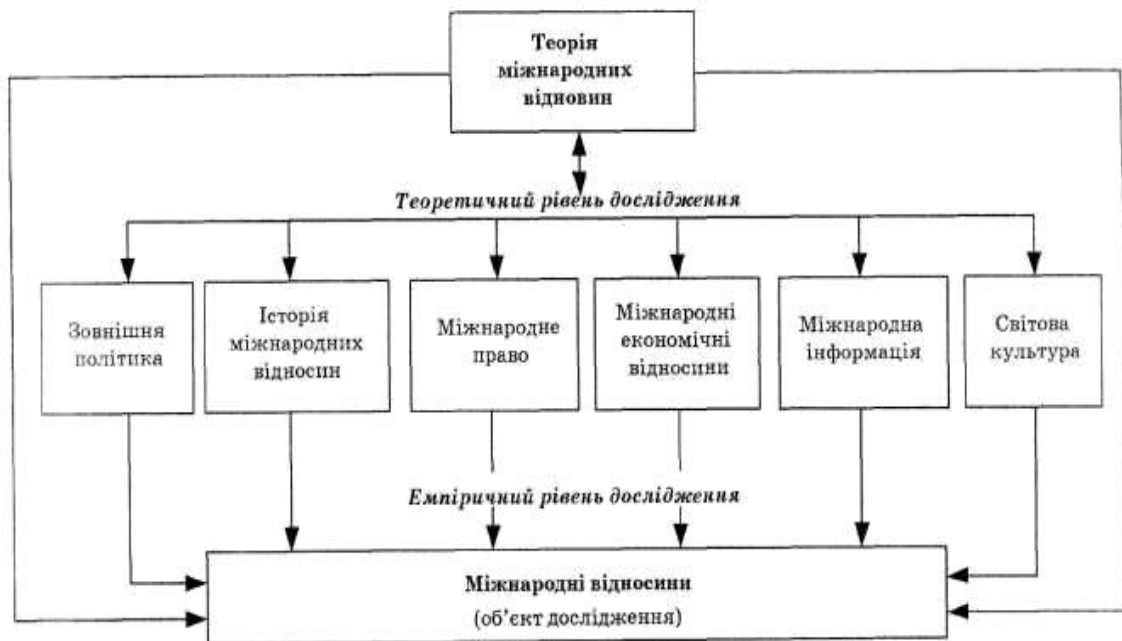 Теорія
міжнародних
відновин
Теоретичний рівень дослідження
Зовнішня
політика
Історія
міжнародних
відносин
Міжнародне
право
Міжнародні
економічні
відносини
Міжнародна
інформація
Світова
культура
Емпіричний рівень дослідження
Міжнародні відносини
(об’єкт дослідження)